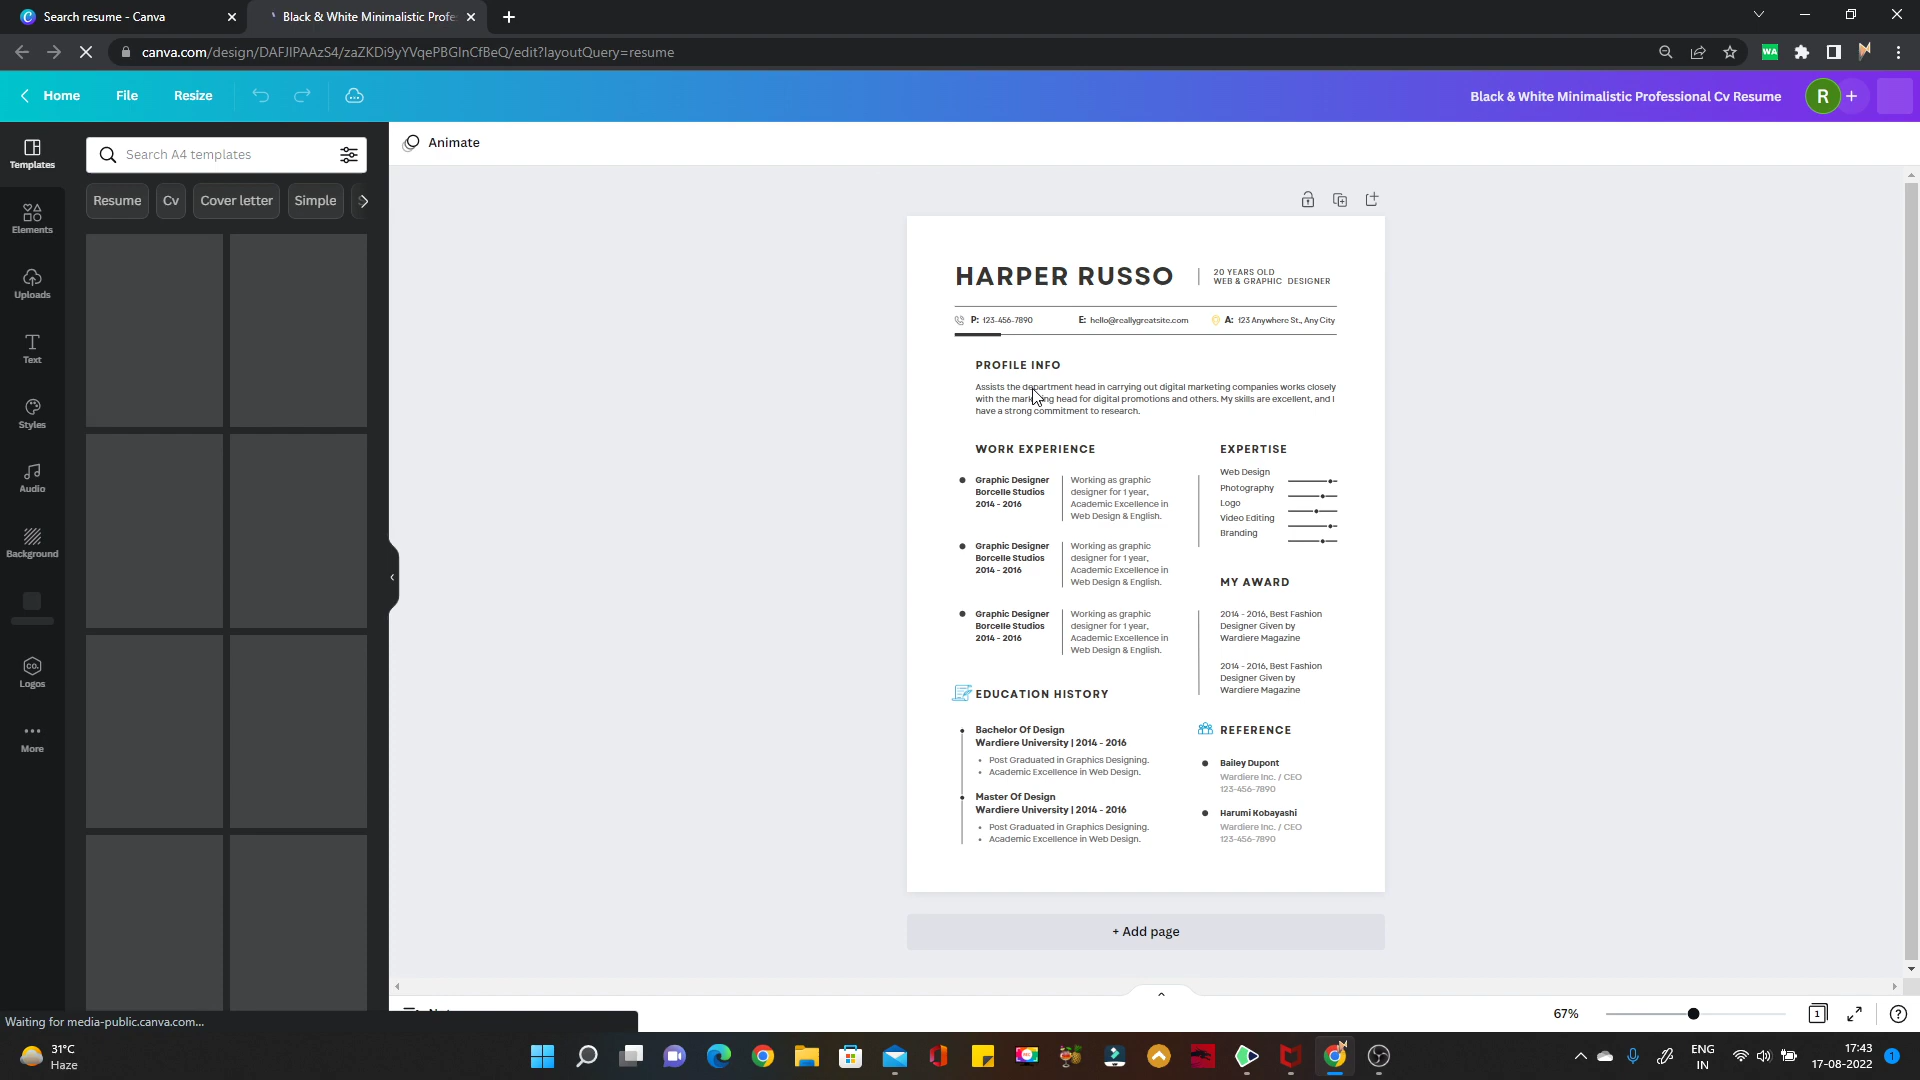 Search resume - Canva
Black & White Minimalistic Profe
canva.com/design/DAFJIPAAzS4/zaZKDi9yYVqePBGInCfBeQ/edit?layoutQuery=resume
WA
Home
File
Resize
Black & White Minimalistic Professional Cv Resume
R
+
Templates
Search A4 templates
Animate
Resume
Cv
Cover letter
Simple
Elements
Uploads
Text
Styles
Audio
Background
CO.
Logos
More
HARPER RUSSO
20 YEARS OLD
WEB & GRAPHIC DESIGNER
P: 123-456-7890
E: hello@reallygreatsite.com
A: 123 Anywhere St., Any City
PROFILE INFO
Assists the department head in carrying out digital marketing companies works closely
with the marketing head for digital promotions and others. My skills are excellent, and I
have a strong commitment to research.
WORK EXPERIENCE
Graphic Designer
Borcelle Studios
2014 - 2016
Working as graphic
designer for 1 year,
Academic Excellence in
Web Design & English.
Graphic Designer
Borcelle Studios
2014 - 2016
Working as graphic
designer for 1 year,
Academic Excellence in
Web Design & English.
Graphic Designer
Borcelle Studios
2014 - 2016
Working as graphic
designer for 1 year,
Academic Excellence in
Web Design & English.
EXPERTISE
Web Design
Photography
Logo
Video Editing
Branding
MY AWARD
2014 - 2016, Best Fashion
Designer Given by
Wardiere Magazine
2014 - 2016, Best Fashion
Designer Given by
Wardiere Magazine
EDUCATION HISTORY
Bachelor Of Design
Wardiere University | 2014 - 2016
• Post Graduated in Graphics Designing.
• Academic Excellence in Web Design.
Master Of Design
Wardiere University | 2014 - 2016
• Post Graduated in Graphics Designing.
• Academic Excellence in Web Design.
REFERENCE
Bailey Dupont
Wardiere Inc. / CEO
123-456-7890
Harumi Kobayashi
Wardiere Inc. / CEO
123-456-7890
+ Add page
67%
1
Waiting for media-public.canva.com...
31°C
Haze
ENG
IN
17:43
17-08-2022
1